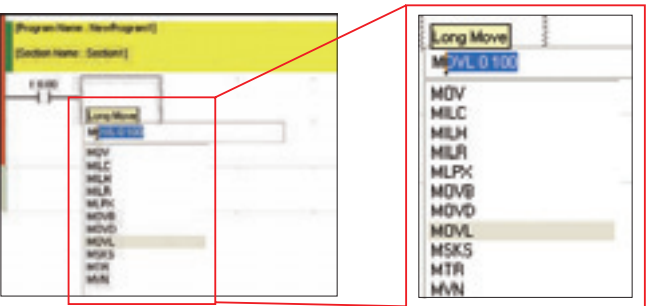 [Program Name : NewProgram1]
[Section Name : Section1]
Long Move
MOVL 0 100
MOV
MILC
MILH
MILR
MLPX
MOVB
MOVD
MOVL
MSKS
MTR
MVN
Long Move
MOVL 0 100
MOV
MILC
MILH
MILR
MLPX
MOVB
MOVD
MOVL
MSKS
MTR
MVN